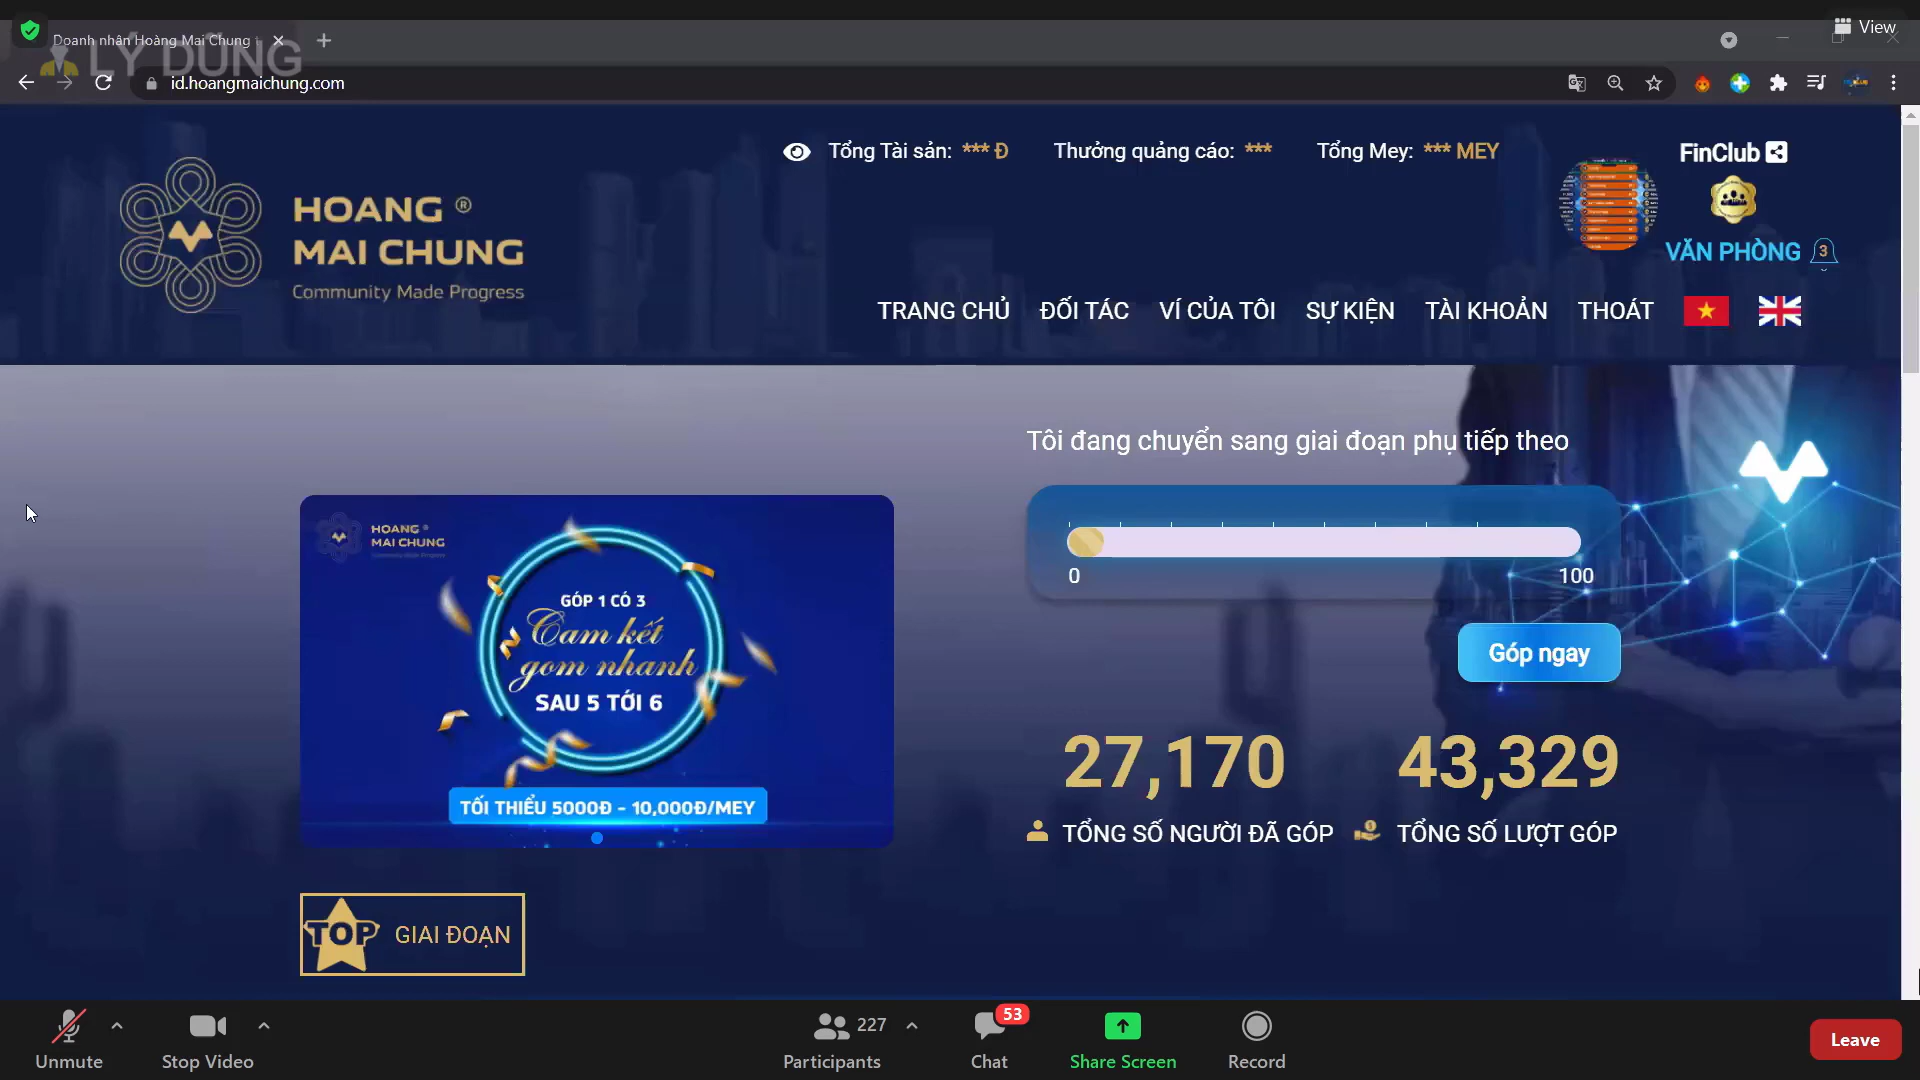 View
Doanh nhân Hoàng Mai Chung
LÝ DŨNG
id.hoangmaichung.com
Tổng Tài sản: *** Đ
Thưởng quảng cáo: ***
Tổng Mey: *** MEY
FinClub
HOANG ®
MAI CHUNG
Community Made Progress
VĂN PHÒNG 3
TRANG CHỦ ĐỐI TÁC VÍ CỦA TÔI SỰ KIỆN TÀI KHOẢN THOÁT
Tôi đang chuyển sang giai đoạn phụ tiếp theo
0 100
Góp ngay
HOANG ®
MAI CHUNG
Community Made Progress
GÓP 1 CÓ 3
Cam kết
gom nhanh
SAU 5 TỚI 6
TỐI THIỂU 5000Đ - 10,000Đ/MEY
27,170 43,329
TỔNG SỐ NGƯỜI ĐÃ GÓP TỔNG SỐ LƯỢT GÓP
TOP GIAI ĐOẠN
Unmute
Stop Video
227
Participants
53
Chat
Share Screen
Record
Leave